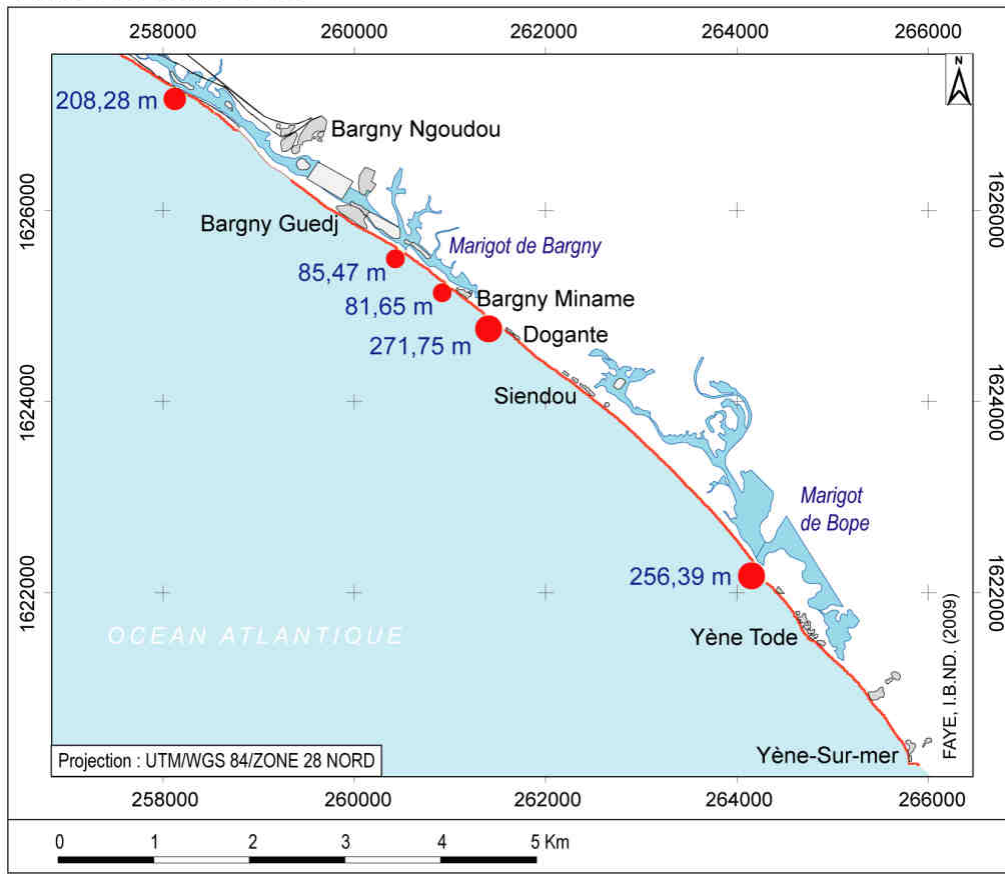 258000 260000 262000 264000 266000
N
208,28 m
Bargny Ngoudou
1626000
1626000
Bargny Guedj
Marigot de Bargny
85,47 m
81,65 m
Bargny Miname
271,75 m
Dogante
Siendou
1624000
1624000
Marigot
de Bope
256,39 m
1622000
1622000
OCEAN ATLANTIQUE
Yène Tode
FAYE, I.B.ND. (2009)
Yène-Sur-mer
Projection : UTM/WGS 84/ZONE 28 NORD
258000 260000 262000 264000 266000
0 1 2 3 4 5 Km